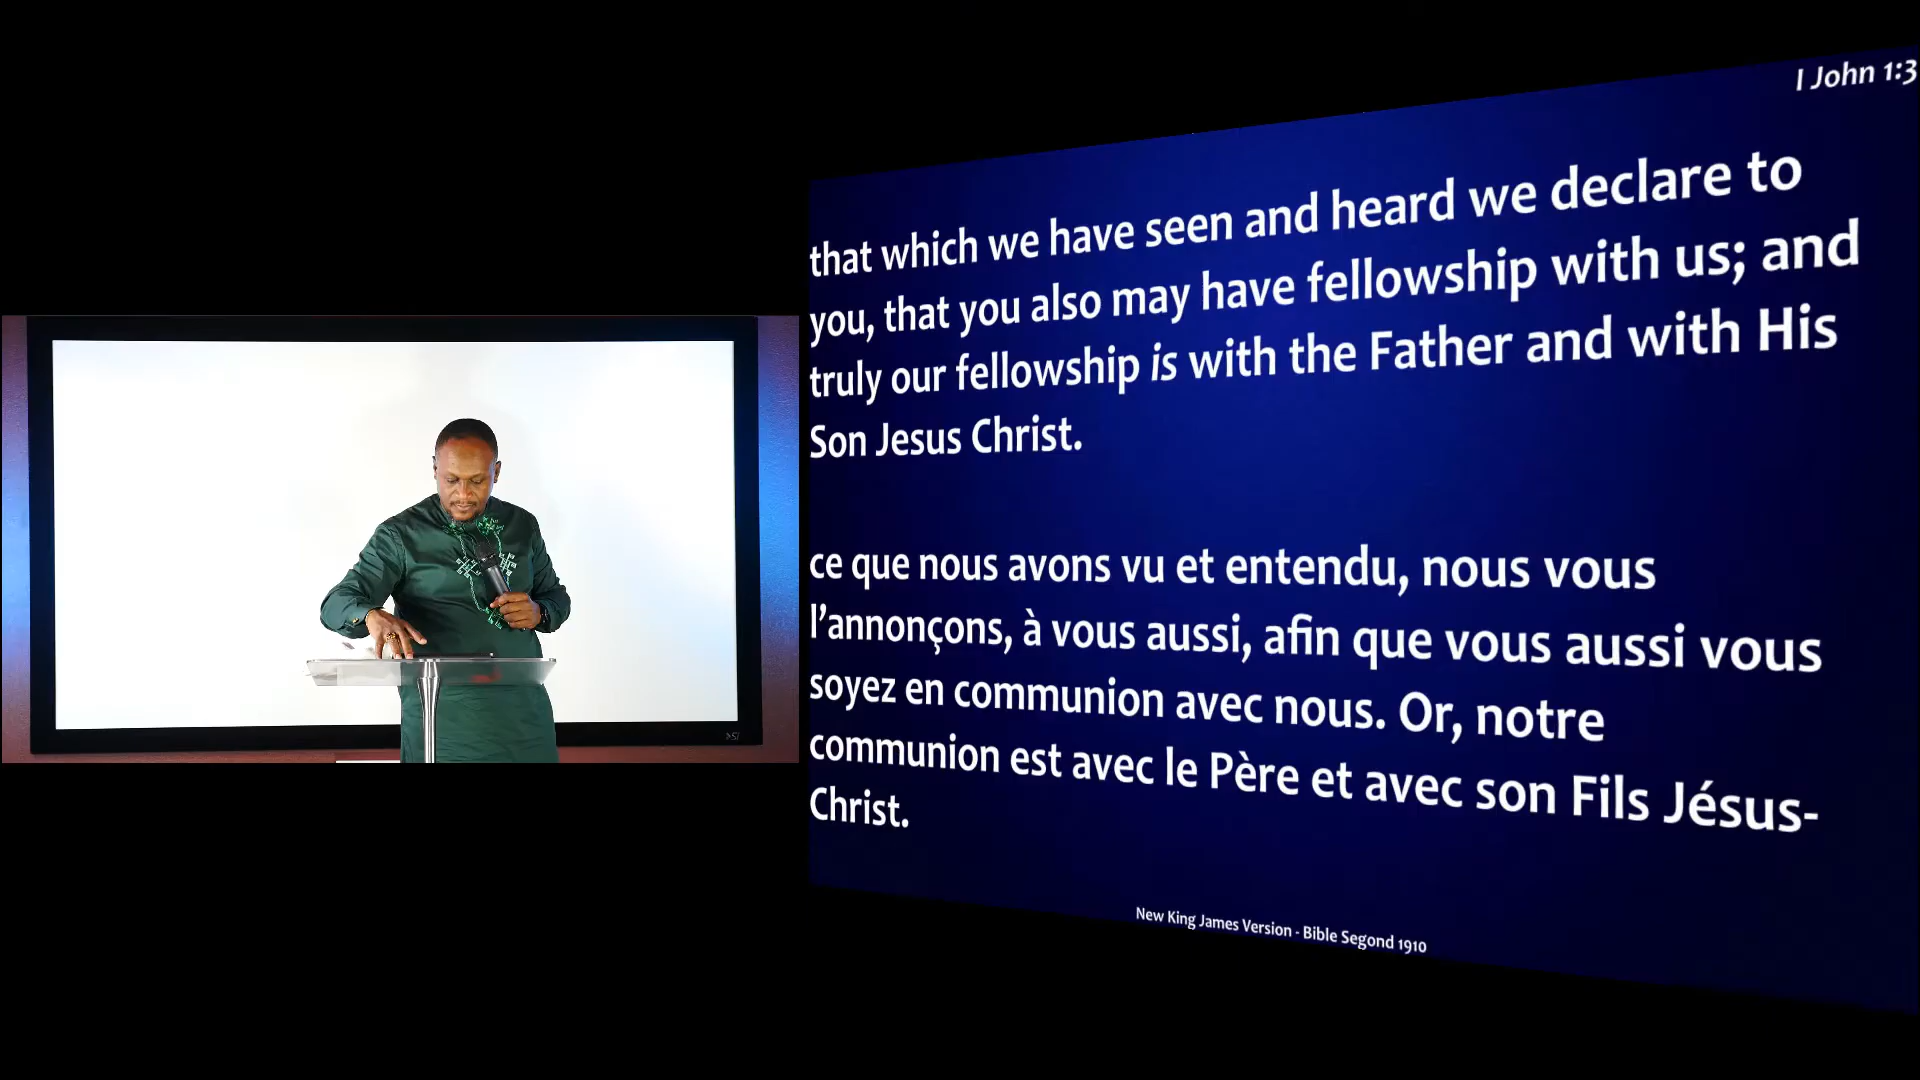 I John 1:3
that which we have seen and heard we declare to
you, that you also may have fellowship with us; and
truly our fellowship is with the Father and with His
Son Jesus Christ.
ce que nous avons vu et entendu, nous vous
l’annonçons, à vous aussi, afin que vous aussi vous
soyez en communion avec nous. Or, notre
communion est avec le Père et avec son Fils Jésus-
Christ.
New King James Version - Bible Segond 1910